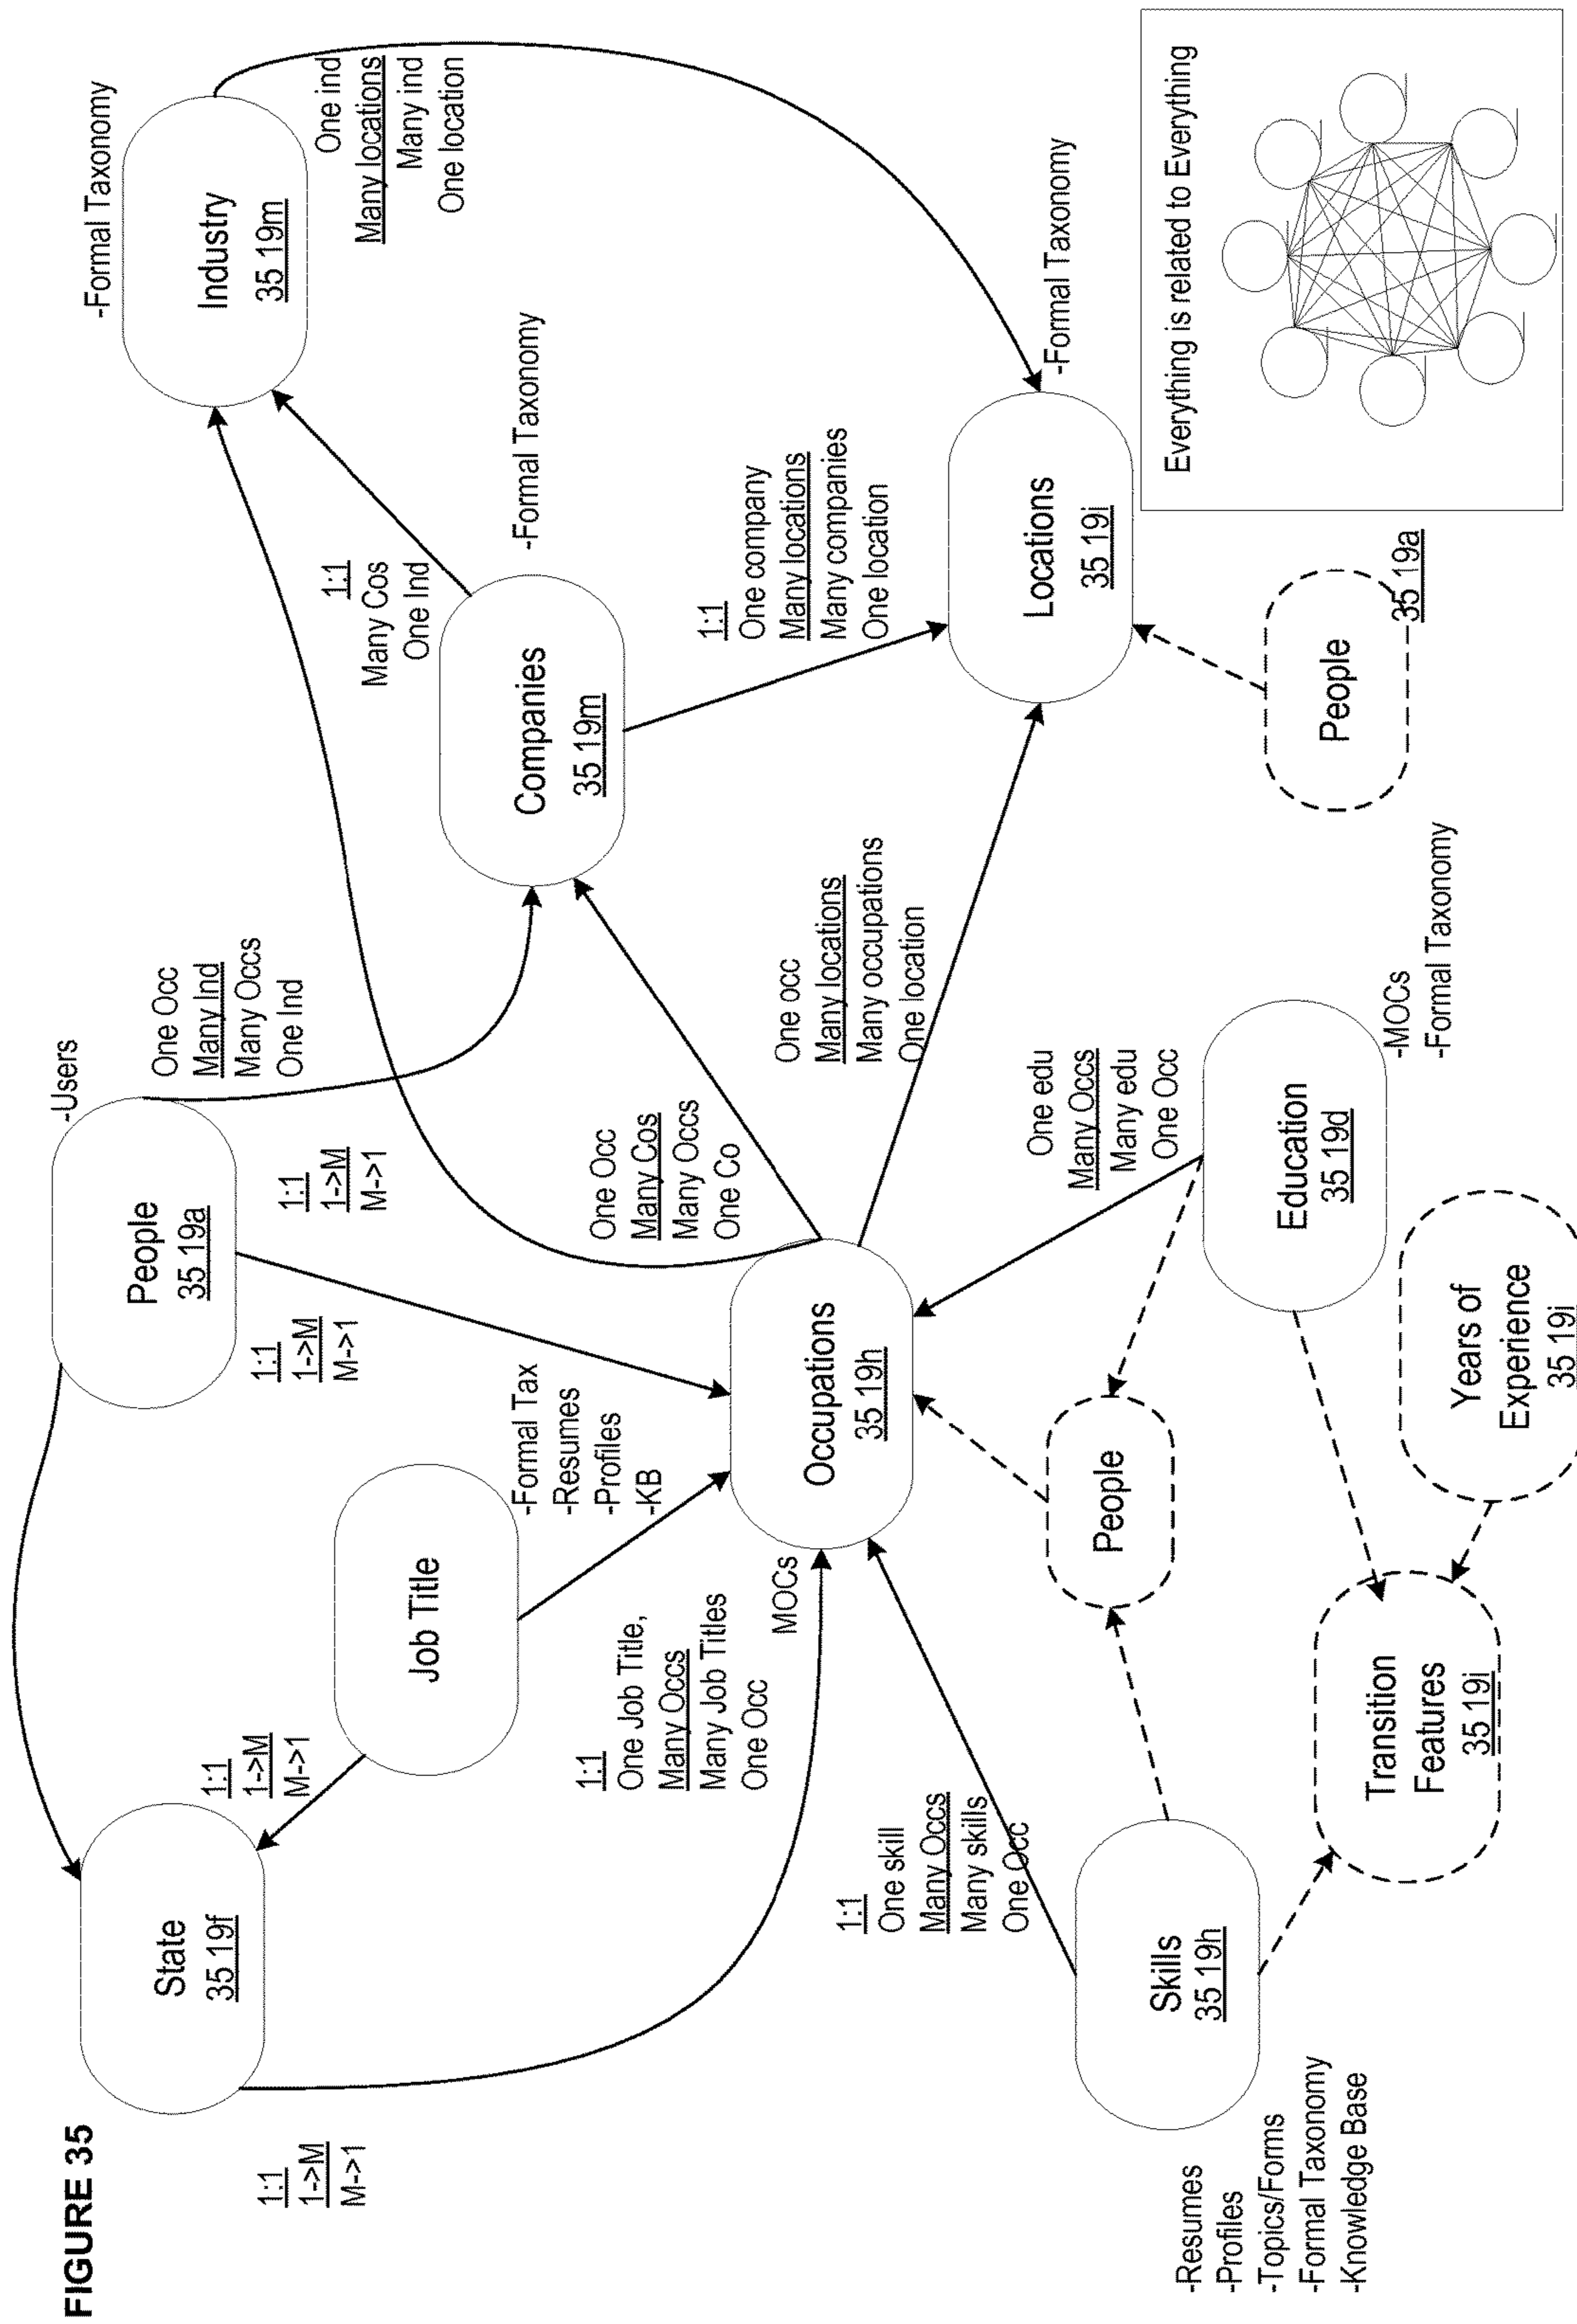 FIGURE 35
State
35 19f
1:1
1->M
M->1
1:1
1->M
M->1
Job Title
People
35 19a
-Users
1:1
1->M
M->1
1:1
1->M
M->1
One Occ
Many Ind
Many Occs
One Ind
Industry
35 19m
-Formal Taxonomy
One ind
Many locations
Many ind
One location
1:1
Many Cos
One Ind
Companies
35 19m
-Formal Taxonomy
-Formal Tax
-Resumes
-Profiles
-KB
1:1
One Job Title,
Many Occs
Many Job Titles
One Occ
MOCs
One Occ
Many Cos
Many Occs
One Co
1:1
One company
Many locations
Many companies
One location
Occupations
35 19h
One occ
Many locations
Many occupations
One location
Locations
35 19i
-Formal Taxonomy
1:1
One skill
Many Occs
Many skills
One Occ
Skills
35 19h
-Resumes
-Profiles
-Topics/Forms
-Formal Taxonomy
-Knowledge Base
People
One edu
Many Occs
Many edu
One Occ
Education
35 19d
-MOCs
-Formal Taxonomy
People
35 19a
Transition
Features
35 19i
Years of
Experience
35 19i
Everything is related to Everything